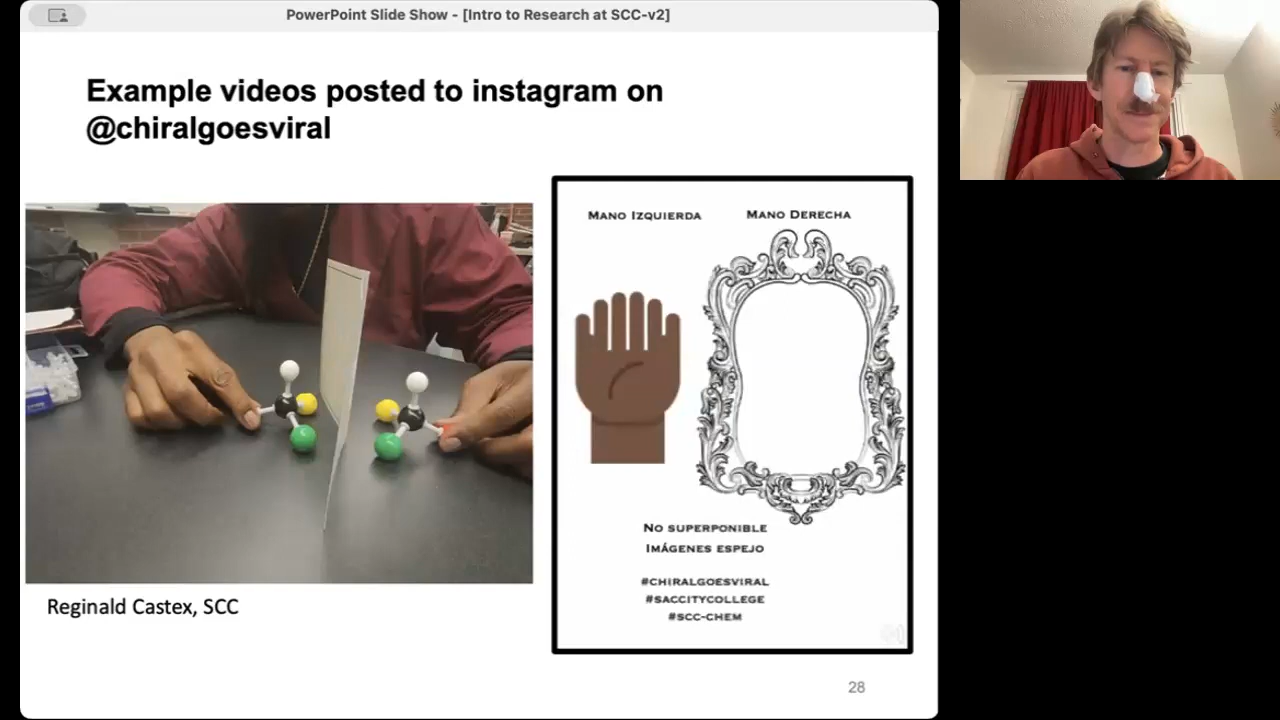 PowerPoint Slide Show - [Intro to Research at SCC-v2]
Example videos posted to instagram on
@chiralgoesviral
Mano Izquierda
Mano Derecha
No superponible
imágenes espejo
#chiralgoesviral
#saccitycollege
#scc-chem
Reginald Castex, SCC
28